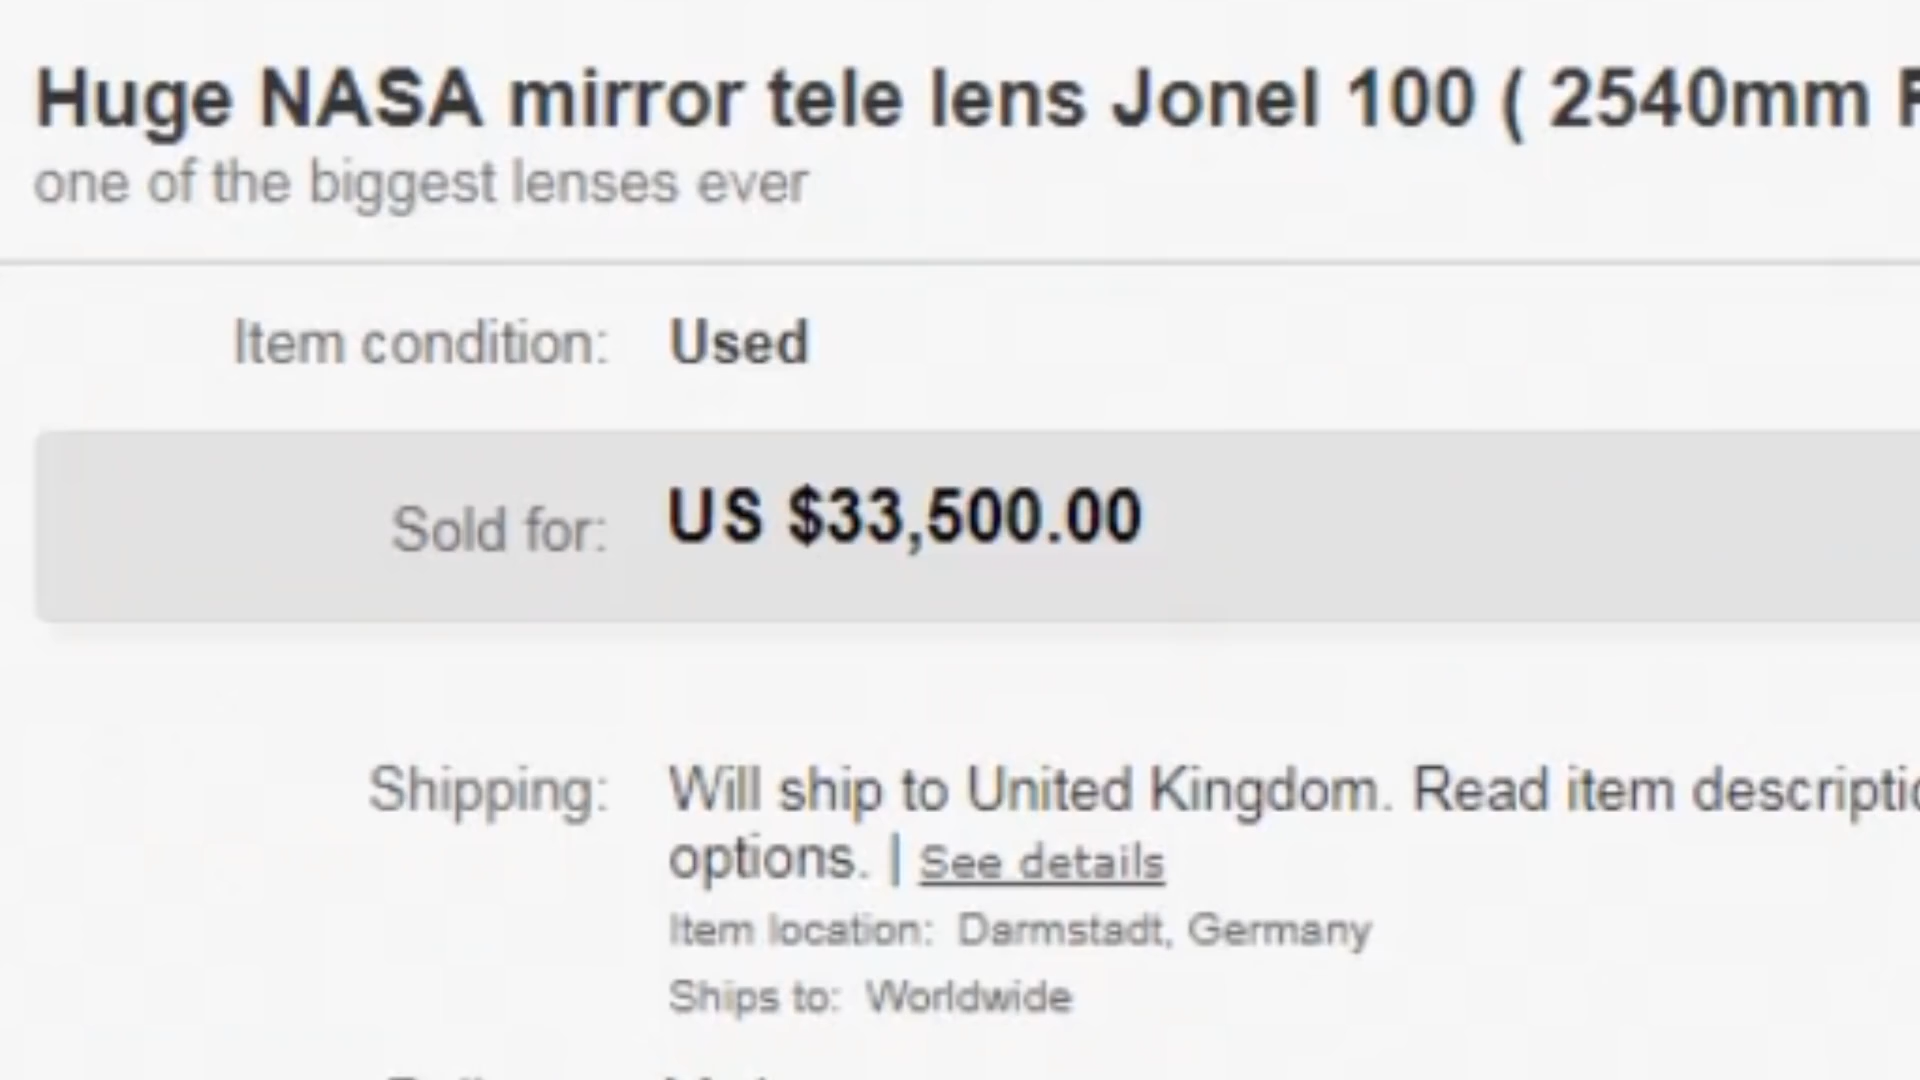 Huge NASA mirror tele lens Jonel 100 ( 2540mm
one of the biggest lenses ever
Item condition: Used
Sold for: US $33,500.00
Shipping: Will ship to United Kingdom. Read item
options. | See details
Item location: Darmstadt, Germany
Ships to: Worldwide